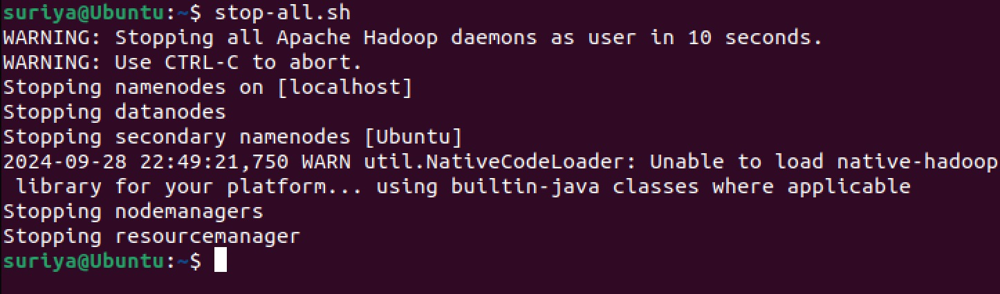 suriya@Ubuntu:~$ stop-all.sh
WARNING: Stopping all Apache Hadoop daemons as user in 10 seconds.
WARNING: Use CTRL-C to abort.
Stopping namenodes on [localhost]
Stopping datanodes
Stopping secondary namenodes [Ubuntu]
2024-09-28 22:49:21,750 WARN util.NativeCodeLoader: Unable to load native-hadoop
 library for your platform... using builtin-java classes where applicable
Stopping nodemanagers
Stopping resourcemanager
suriya@Ubuntu:~$